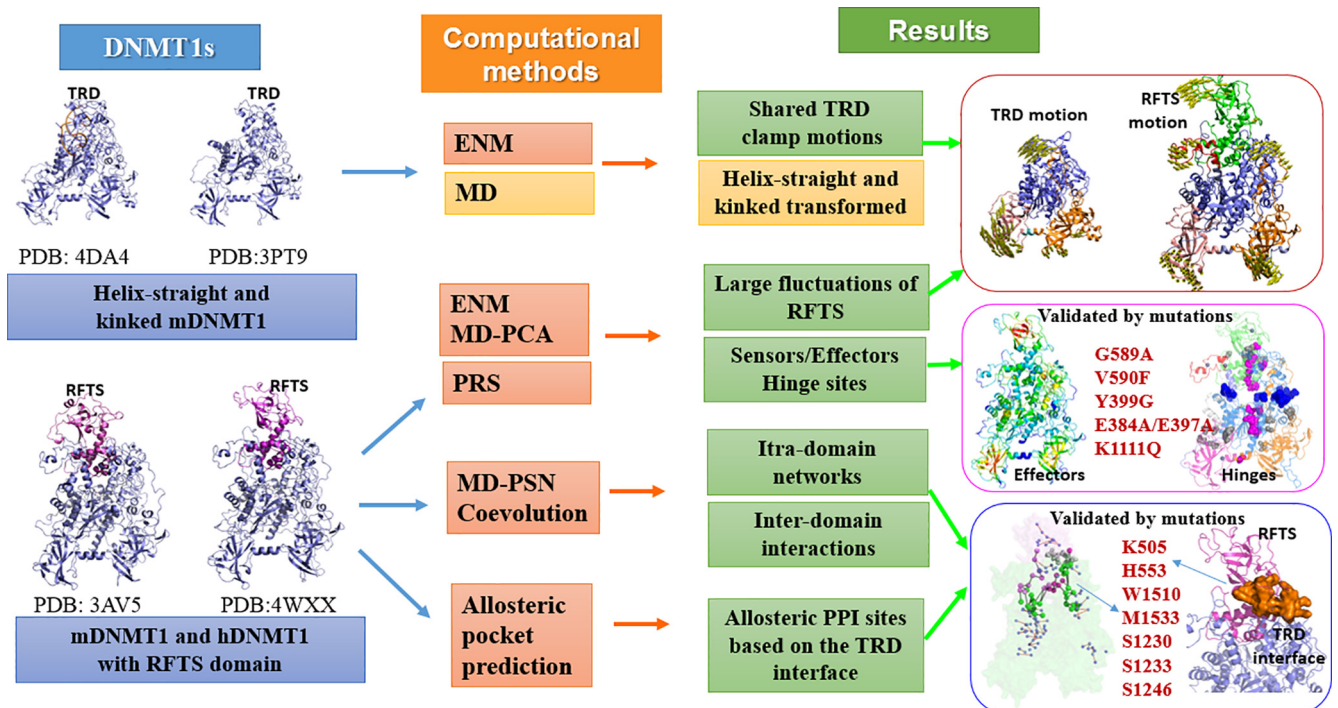 DNMT1s
TRD
TRD
PDB: 4DA4
PDB:3PT9
Helix-straight and
kinked mDNMT1
RFTS
RFTS
PDB: 3AV5
PDB:4WXX
mDNMT1 and hDNMT1
with RFTS domain
Computational
methods
ENM
MD
ENM
MD-PCA
PRS
MD-PSN
Coevolution
Allosteric
pocket
prediction
Results
Shared TRD
clamp motions
Helix-straight and
kinked transformed
Large fluctuations of
RFTS
Sensors/Effectors
Hinge sites
Itra-domain
networks
Inter-domain
interactions
Allosteric PPI sites
based on the TRD
interface
TRD motion
RFTS
motion
Validated by mutations
G589A
V590F
Y399G
E384A/E397A
K1111Q
Effectors
Hinges
Validated by mutations
K505
H553
W1510
M1533
S1230
S1233
S1246
RFTS
TRD
interface